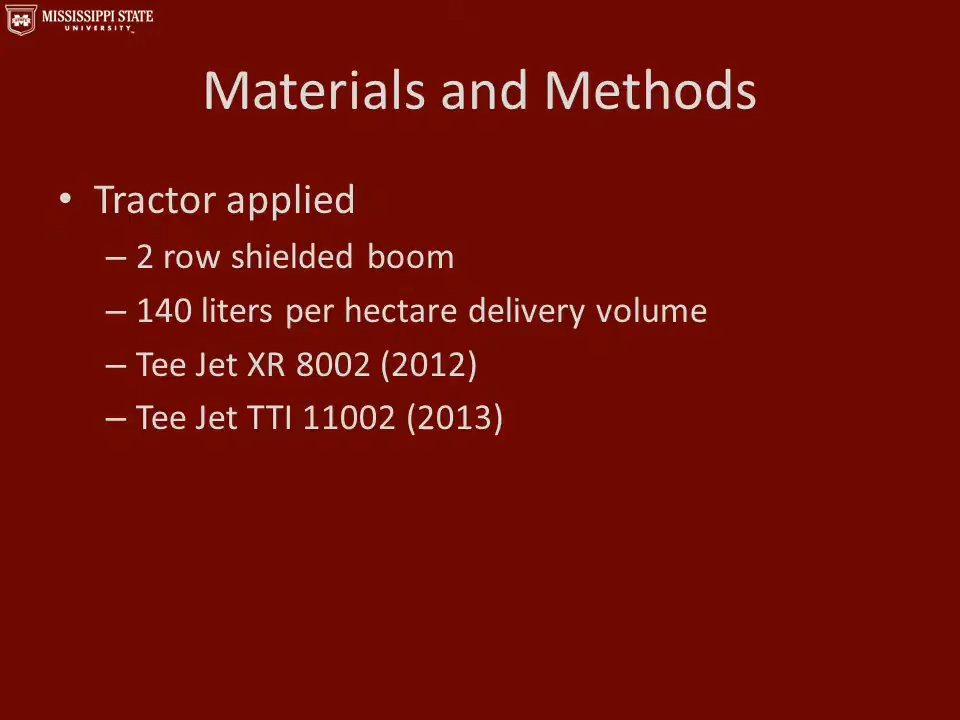 MISSISSIPPI STATE
UNIVERSITY™
Materials and Methods
• Tractor applied
– 2 row shielded boom
– 140 liters per hectare delivery volume
– Tee Jet XR 8002 (2012)
– Tee Jet TTI 11002 (2013)